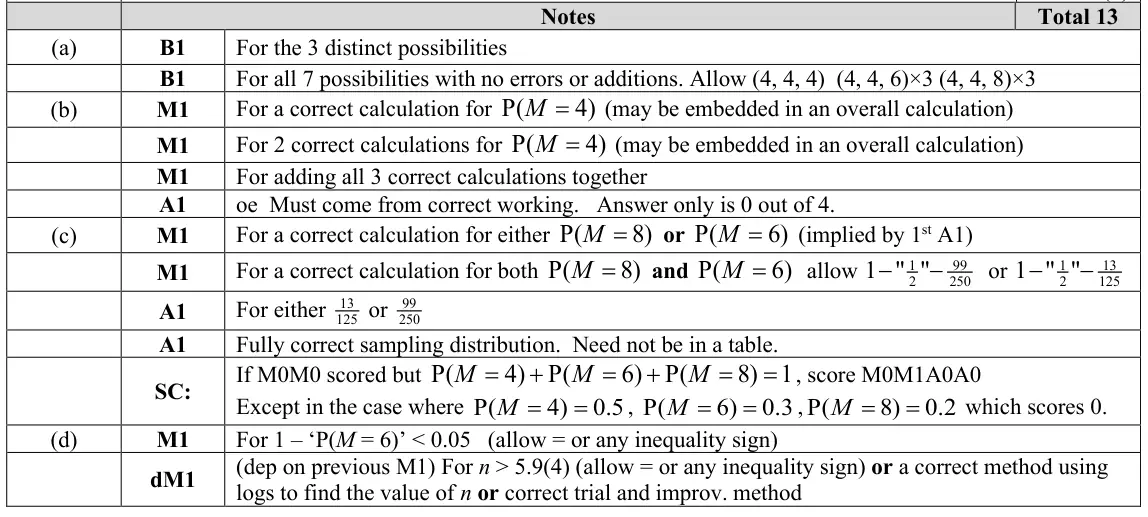 Notes Total 13
(a) B1 For the 3 distinct possibilities
B1 For all 7 possibilities with no errors or additions. Allow (4, 4, 4) (4, 4, 6)×3 (4, 4, 8)×3
(b) M1 For a correct calculation for P(M = 4) (may be embedded in an overall calculation)
M1 For 2 correct calculations for P(M = 4) (may be embedded in an overall calculation)
M1 For adding all 3 correct calculations together
A1 oe Must come from correct working. Answer only is 0 out of 4.
(c) M1 For a correct calculation for either P(M = 8) or P(M = 6) (implied by 1st A1)
M1 For a correct calculation for both P(M = 8) and P(M = 6) allow 1−"1/2"−99/250 or 1−"1/2"−13/125
A1 For either 13/125 or 99/250
A1 Fully correct sampling distribution. Need not be in a table.
SC: If M0M0 scored but P(M = 4) + P(M = 6) + P(M = 8) = 1, score M0M1A0A0
Except in the case where P(M = 4) = 0.5, P(M = 6) = 0.3, P(M = 8) = 0.2 which scores 0.
(d) M1 For 1 – ‘P(M = 6)’ < 0.05 (allow = or any inequality sign)
dM1 (dep on previous M1) For n > 5.9(4) (allow = or any inequality sign) or a correct method using
logs to find the value of n or correct trial and improv. method